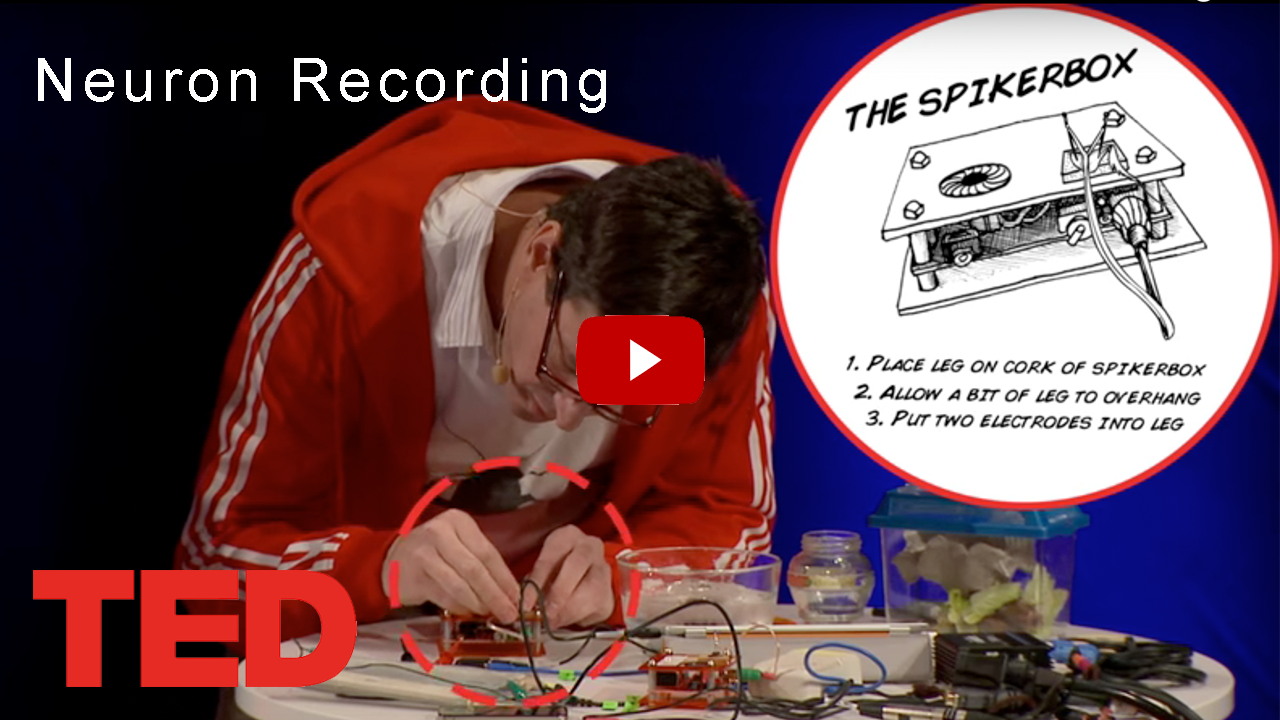 Neuron Recording
THE SPIKERBOX
1. PLACE LEG ON CORK OF SPIKERBOX
2. ALLOW A BIT OF LEG TO OVERHANG
3. PUT TWO ELECTRODES INTO LEG
TED